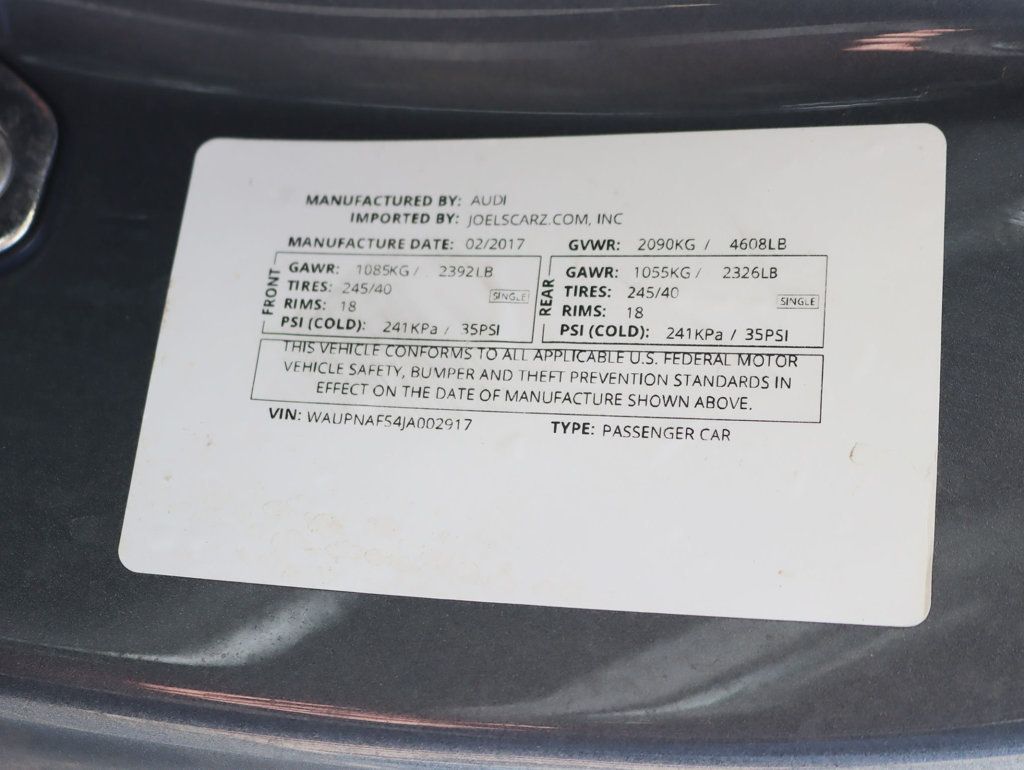 MANUFACTURED BY: AUDI
IMPORTED BY: JOELSCARZ.COM, INC
MANUFACTURE DATE: 02/2017 GVWR: 2090KG / 4608LB
FRONT
GAWR: 1085KG / 2392LB
TIRES: 245/40
SINGLE
RIMS: 18
PSI (COLD): 241KPa / 35PSI
REAR
GAWR: 1055KG / 2326LB
TIRES: 245/40
SINGLE
RIMS: 18
PSI (COLD): 241KPa / 35PSI
THIS VEHICLE CONFORMS TO ALL APPLICABLE U.S. FEDERAL MOTOR
VEHICLE SAFETY, BUMPER AND THEFT PREVENTION STANDARDS IN
EFFECT ON THE DATE OF MANUFACTURE SHOWN ABOVE.
VIN: WAUPNAF54JA002917 TYPE: PASSENGER CAR